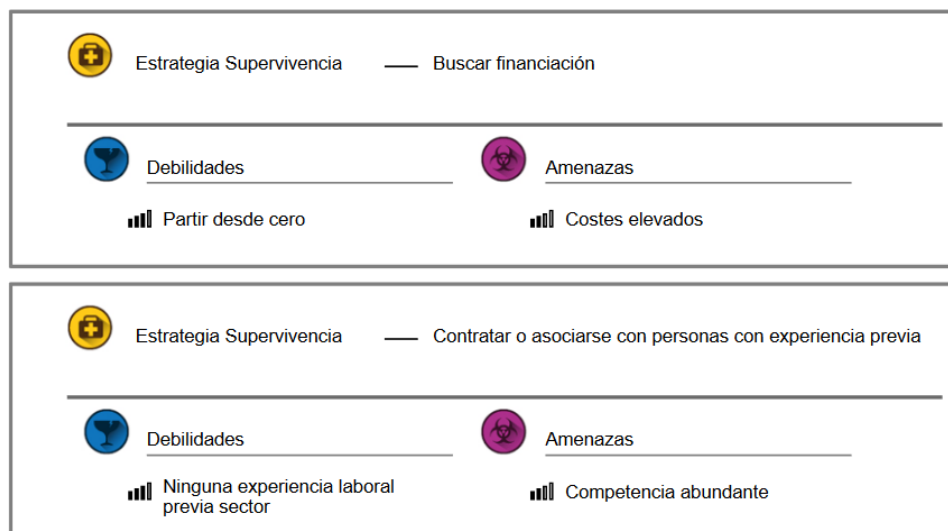 Estrategia Supervivencia — Buscar financiación
Debilidades Amenazas
Partir desde cero Costes elevados
Estrategia Supervivencia — Contratar o asociarse con personas con experiencia previa
Debilidades Amenazas
Ninguna experiencia laboral
previa sector
Competencia abundante